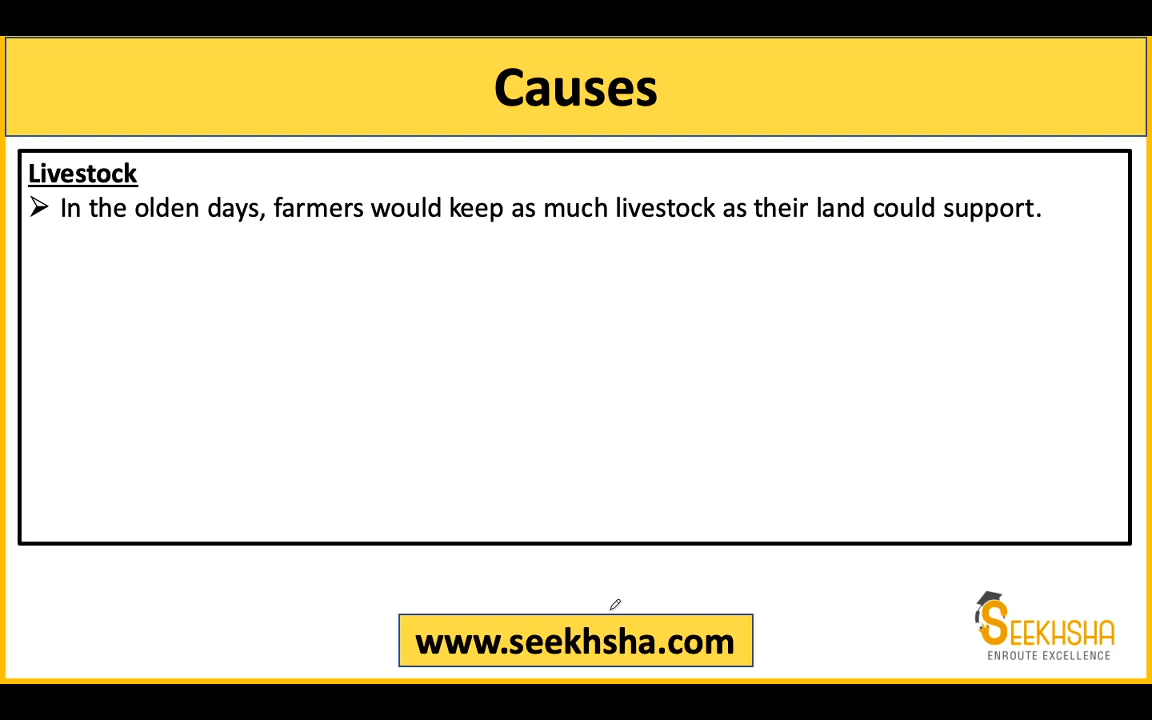 Causes
Livestock
➢ In the olden days, farmers would keep as much livestock as their land could support.
www.seekhsha.com
SEEKHSHA
ENROUTE EXCELLENCE